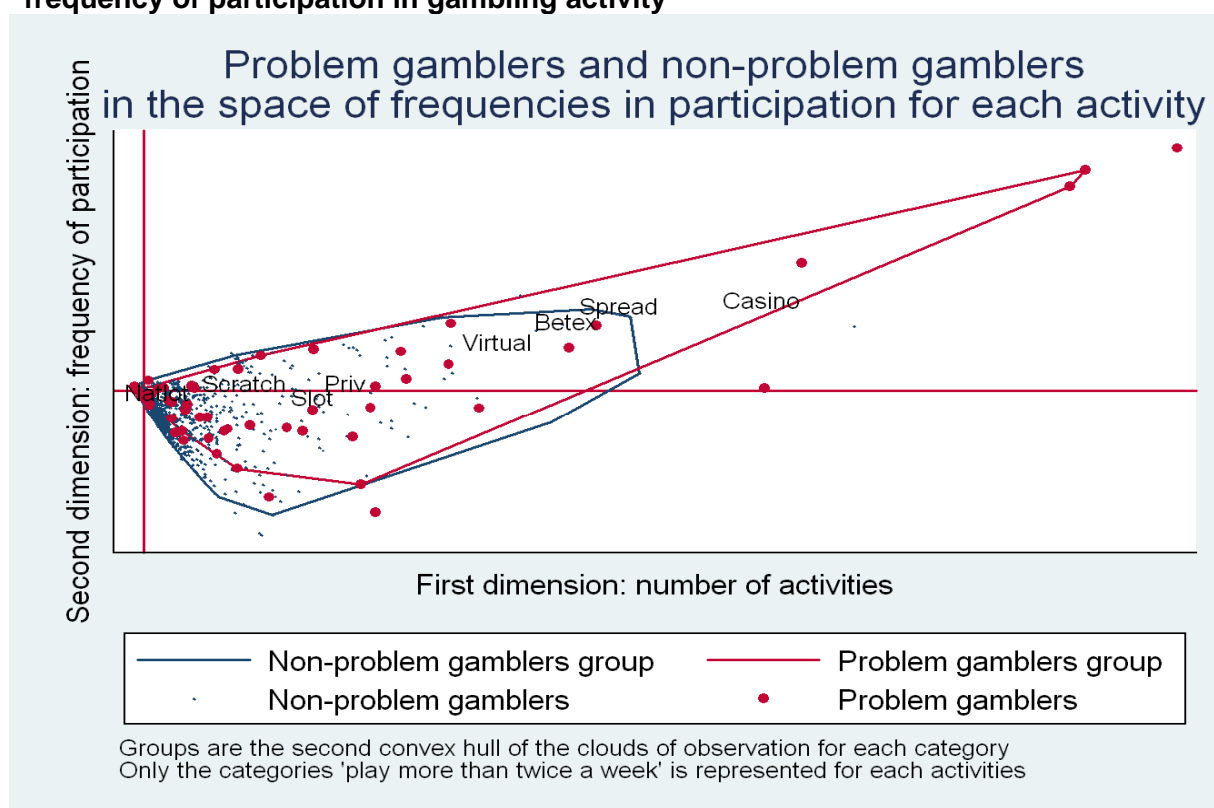 frequency of participation in gambling activity
Problem gamblers and non-problem gamblers
in the space of frequencies in participation for each activity
Second dimension: frequency of participation
Spread
Casino
Betex
Virtual
Scratch
Priv
Natlot
Slot
First dimension: number of activities
Non-problem gamblers group
Problem gamblers group
Non-problem gamblers
Problem gamblers
Groups are the second convex hull of the clouds of observation for each category
Only the categories 'play more than twice a week' is represented for each activities